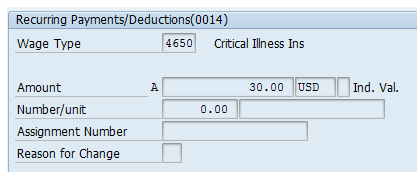 Recurring Payments/Deductions(0014)
Wage Type 4650 Critical Illness Ins
Amount A 30.00 USD Ind. Val.
Number/unit 0.00
Assignment Number
Reason for Change